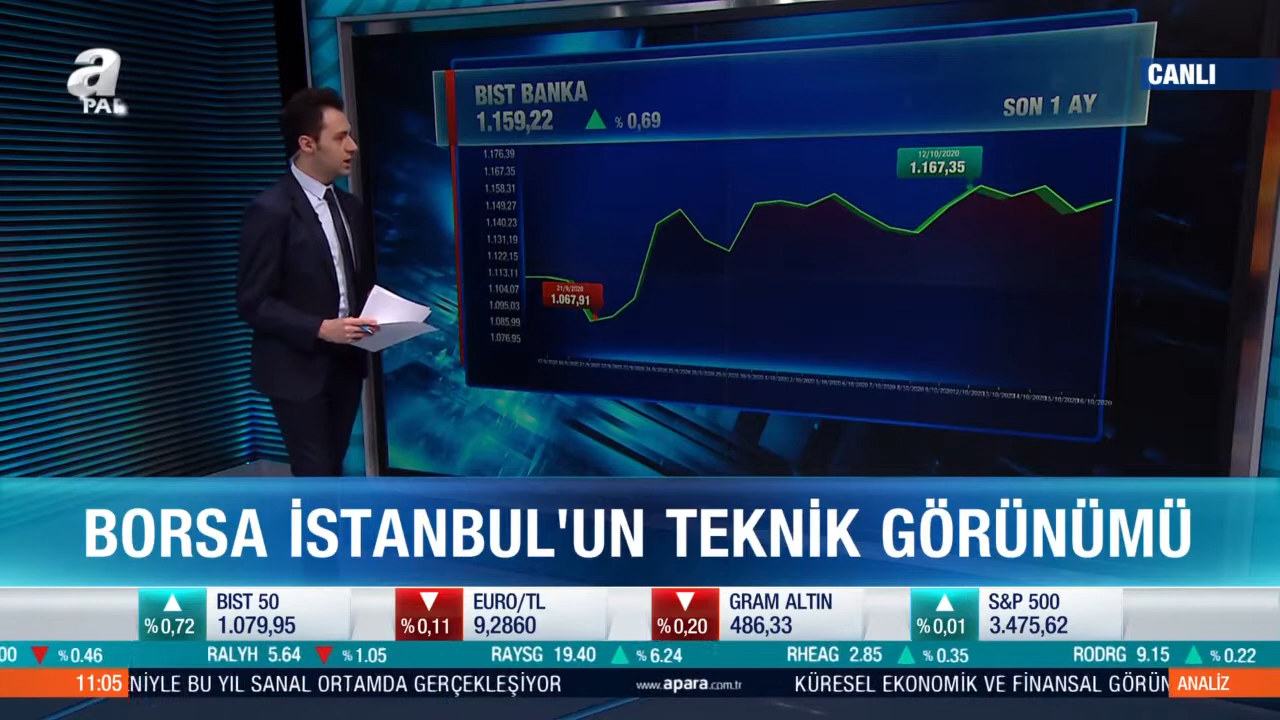 a
PAI
CANLI
BIST BANKA
1.159,22 % 0,69
SON 1 AY
12/10/2020
1.167,35
1.176,39
1.167,35
1.158,31
1.149,27
1.140,23
1.131,19
1.122,15
1.113,11
1.104,07
1.095,03
1.085,99
1.076,95
21/9/2020
1.067,91
BORSA İSTANBUL'UN TEKNİK GÖRÜNÜMÜ
% 0,72 BIST 50 1.079,95
% 0,11 EURO/TL 9,2860
% 0,20 GRAM ALTIN 486,33
% 0,01 S&P 500 3.475,62
00 % 0.46 RALYH 5.64 % 1.05 RAYSG 19.40 % 6.24 RHEAG 2.85 % 0.35 RODRG 9.15 % 0.22
11:05 ENİYLE BU YIL SANAL ORTAMDA GERÇEKLEŞİYOR www.apara.com.tr KÜRESEL EKONOMİK VE FİNANSAL GÖRÜN ANALİZ